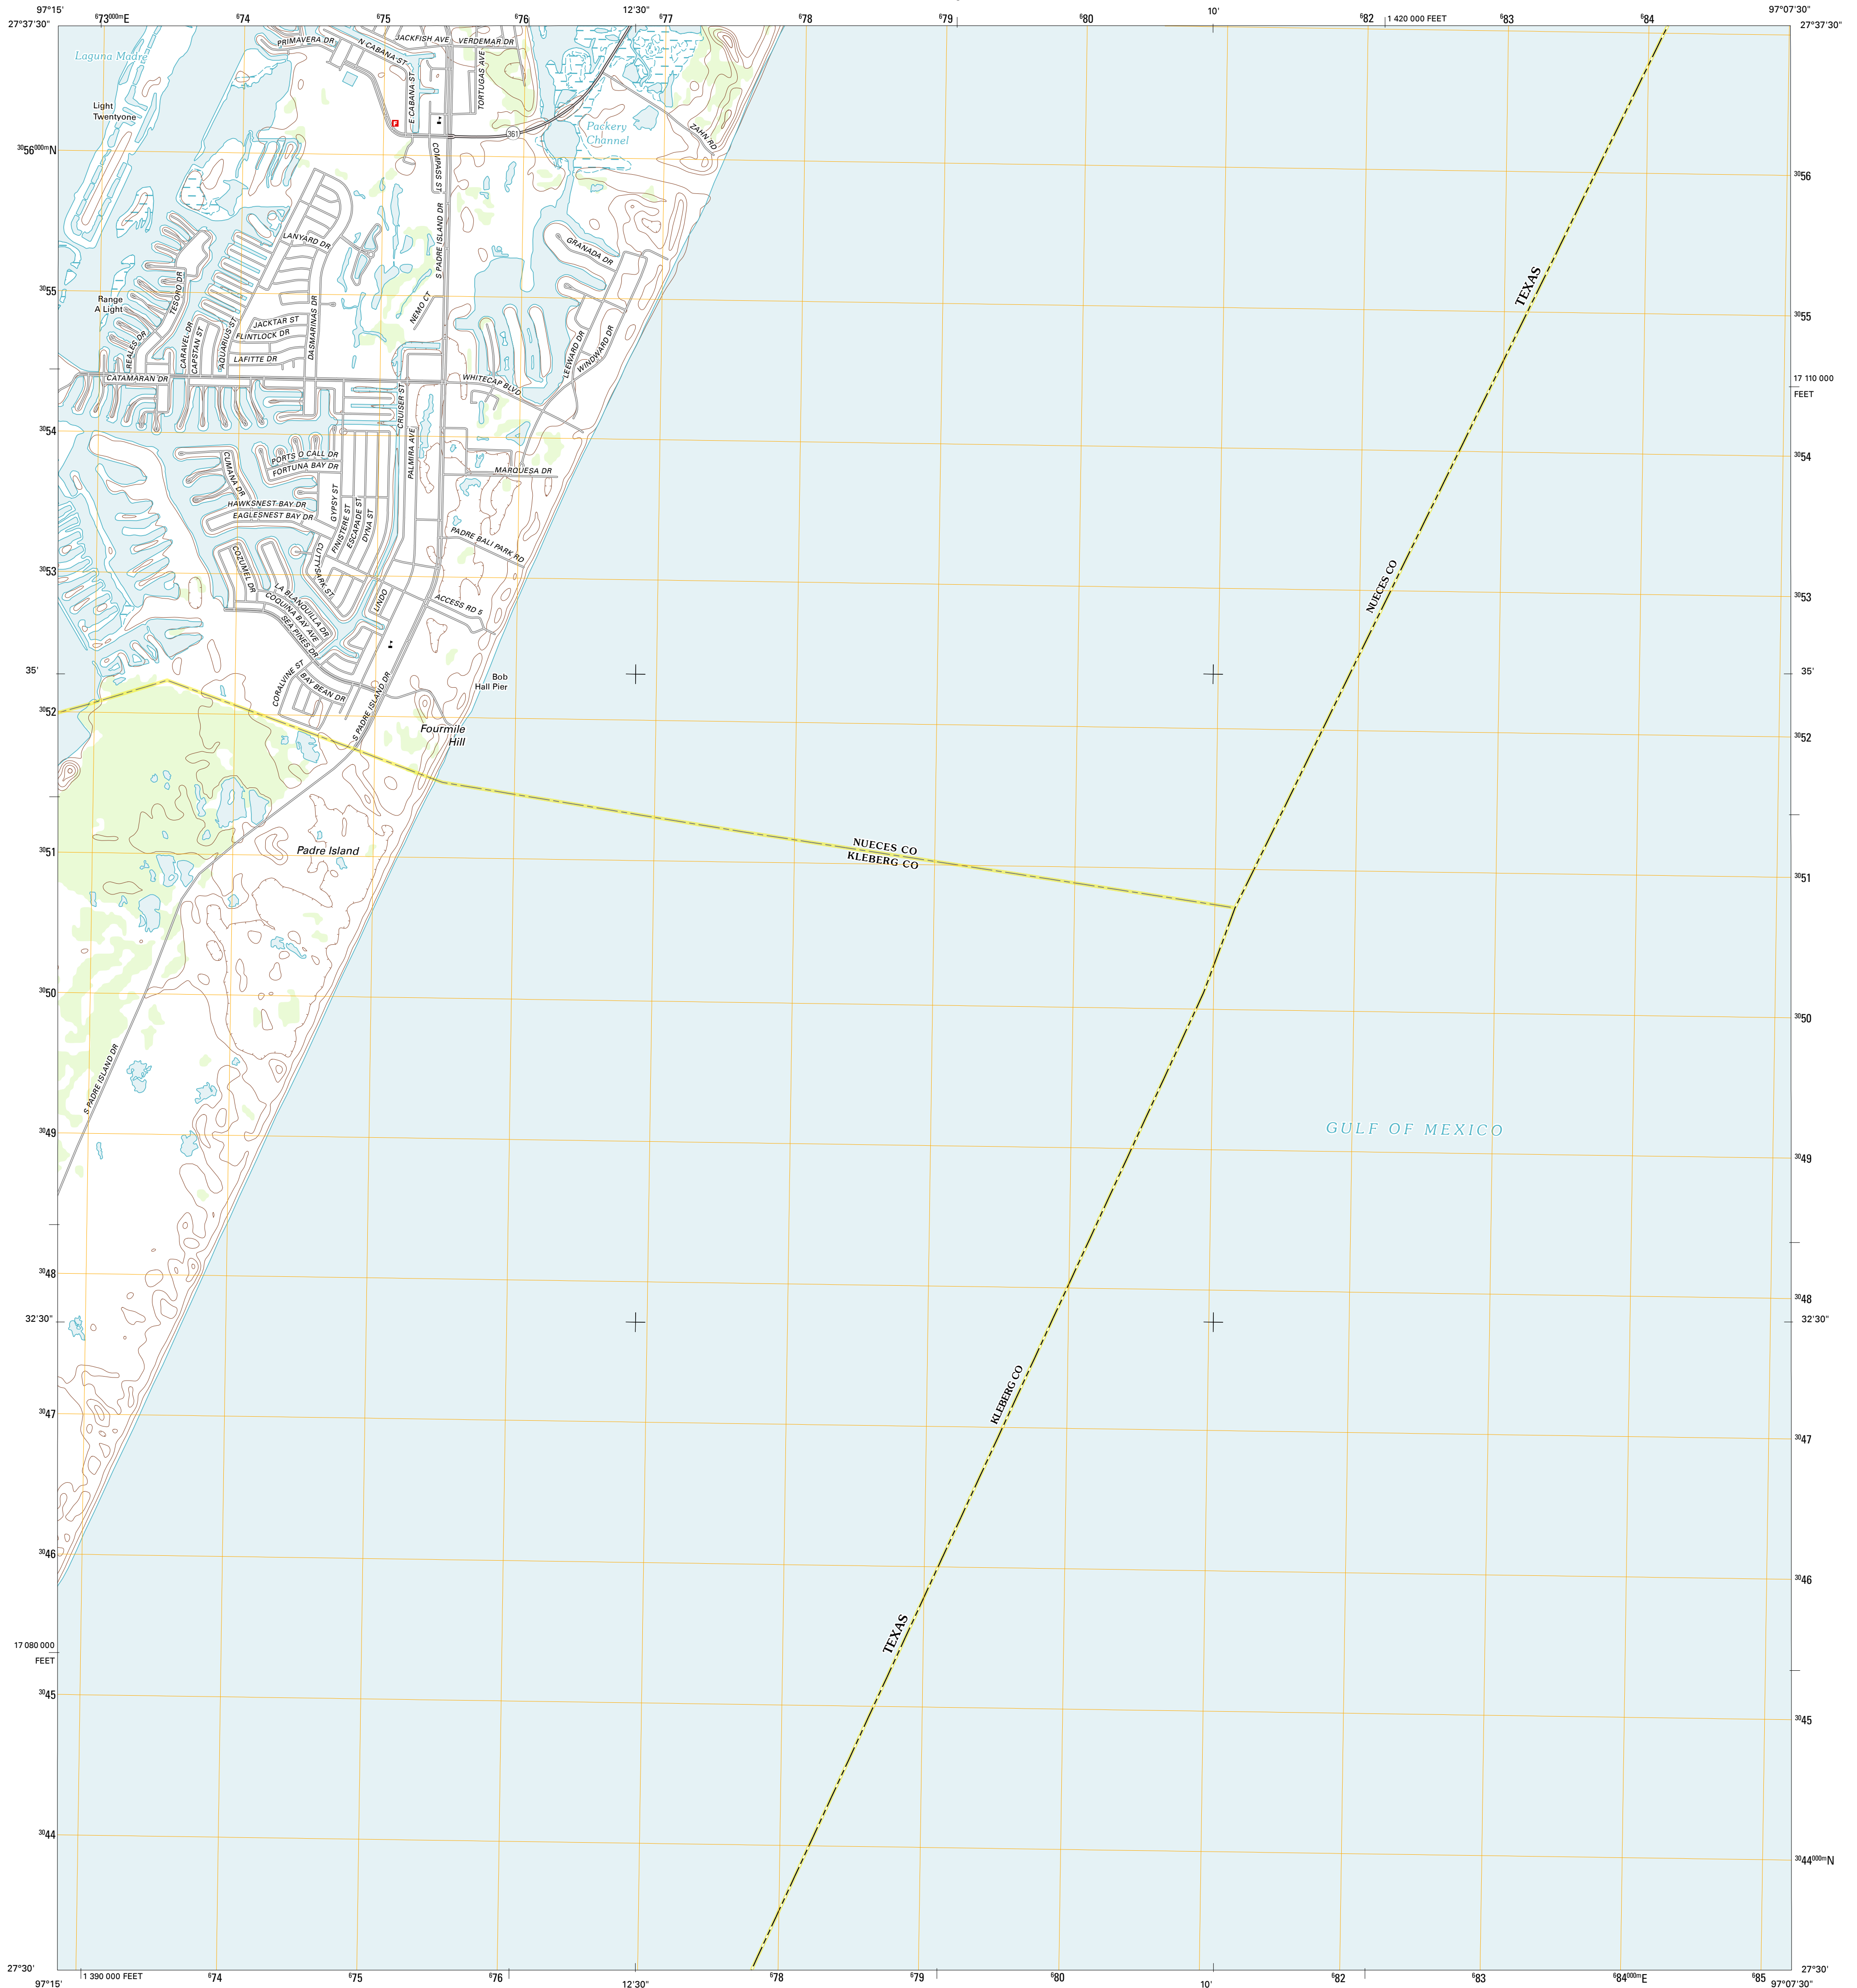 97°15'
⁶73⁰⁰⁰ᵐE
⁶74
⁶75
⁶76
12'30"
⁶77
⁶78
⁶79
⁶80
10'
⁶82
1 420 000 FEET
⁶83
⁶84
97°07'30"
27°37'30"
27°37'30"
Laguna Madre
PRIMAVERA DR
N CABANA ST
JACKFISH AVE
VERDEMAR DR
E CABANA ST
TORTUGAS AVE
Light
Twentyone
F
361
Packery
Channel
ZAHN RD
³⁰56⁰⁰⁰ᵐN
³⁰56
COMPASS ST
S PADRE ISLAND DR
LANYARD DR
GRANADA DR
TEXAS
³⁰55
³⁰55
Range
A Light
TESORO DR
NEMO CT
JACKTAR ST
FLINTLOCK DR
LAFITTE DR
DASMARINAS DR
REALES DR
CARAVEL DR
CAPSTAN ST
AQUARIUS ST
LEEWARD DR
WINDWARD DR
CATAMARAN DR
WHITECAP BLVD
17 110 000
FEET
CRUISER ST
³⁰54
³⁰54
PALMIRA AVE
PORTS O CALL DR
FORTUNA BAY DR
CUMANA DR
MARQUESA DR
HAWKSNEST BAY DR
EAGLESNEST BAY DR
GYPSY ST
FINISTERE ST
ESCAPADE ST
DYNA ST
PADRE BALI PARK RD
NUECES CO
³⁰53
³⁰53
COZUMEL DR
CUTTYSARK ST
LA BLANQUILLA DR
COQUINA BAY AVE
SEA PINES DR
LINDO
ACCESS RD 5
35'
35'
CORALVINE ST
BAY BEAN DR
S PADRE ISLAND DR
Bob
Hall Pier
³⁰52
³⁰52
Fourmile
Hill
Padre Island
NUECES CO
KLEBERG CO
³⁰51
³⁰51
³⁰50
³⁰50
S PADRE ISLAND DR
GULF OF MEXICO
³⁰49
³⁰49
³⁰48
³⁰48
32'30"
32'30"
KLEBERG CO
³⁰47
³⁰47
³⁰46
³⁰46
TEXAS
17 080 000
FEET
³⁰45
³⁰45
³⁰44
³⁰44⁰⁰⁰ᵐN
27°30'
27°30'
97°15'
1 390 000 FEET
⁶74
⁶75
⁶76
12'30"
⁶78
⁶79
⁶80
10'
⁶82
⁶83
⁶84⁰⁰⁰ᵐE
⁶85
97°07'30"